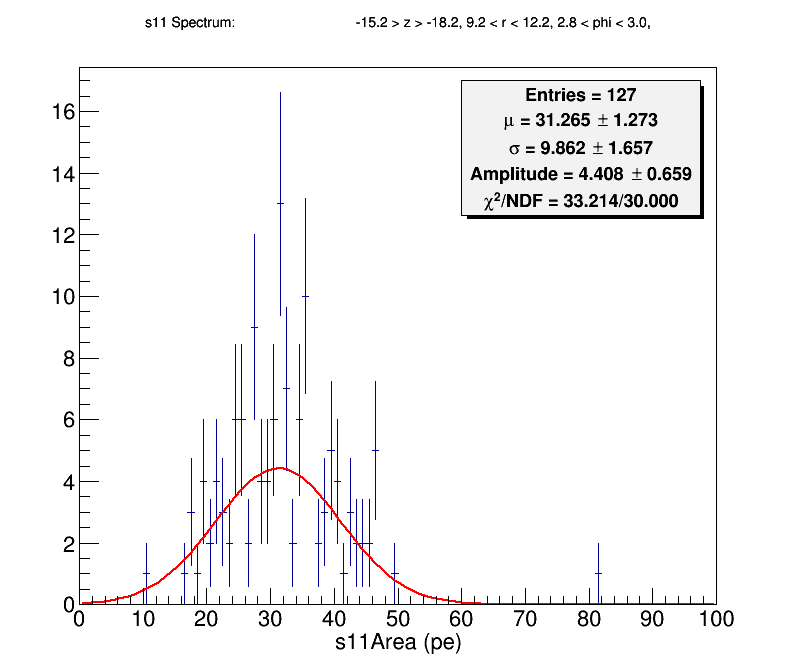 s11 Spectrum: -15.2 > z > -18.2, 9.2 < r < 12.2, 2.8 < phi < 3.0,
Entries = 127
μ = 31.265 ± 1.273
σ = 9.862 ± 1.657
Amplitude = 4.408 ± 0.659
χ²/NDF = 33.214/30.000
16
14
12
10
8
6
4
2
0
0 10 20 30 40 50 60 70 80 90 100
s11Area (pe)